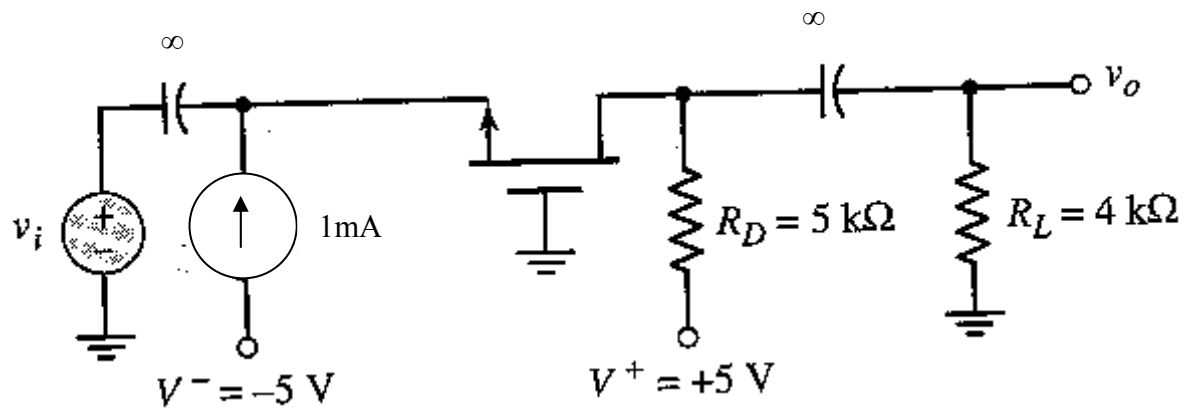 ∞ ∞
v_o
v_i
+
−
1mA
R_D = 5 kΩ
R_L = 4 kΩ
V^- = –5 V
V^+ = +5 V